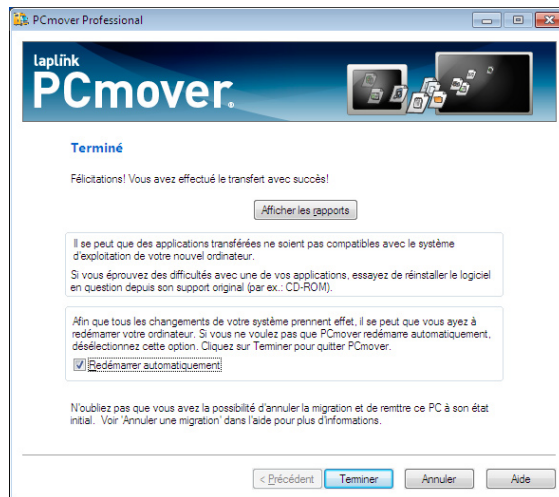 PCmover Professional
laplink
PCmover®
Terminé
Félicitations! Vous avez effectué le transfert avec succès!
Afficher les rapports
Il se peut que des applications transférées ne soient pas compatibles avec le système
d'exploitation de votre nouvel ordinateur.
Si vous éprouvez des difficultés avec une de vos applications, essayez de réinstaller le logiciel
en question depuis son support original (par ex.: CD-ROM).
Afin que tous les changements de votre système prennent effet, il se peut que vous ayez à
redémarrer votre ordinateur. Si vous ne voulez pas que PCmover redémarre automatiquement,
désélectionnez cette option. Cliquez sur Terminer pour quitter PCmover.
Redémarrer automatiquement
N'oubliez pas que vous avez la possibilité d'annuler la migration et de remttre ce PC à son état
initial. Voir 'Annuler une migration' dans l'aide pour plus d'informations.
< Précédent Terminer Annuler Aide